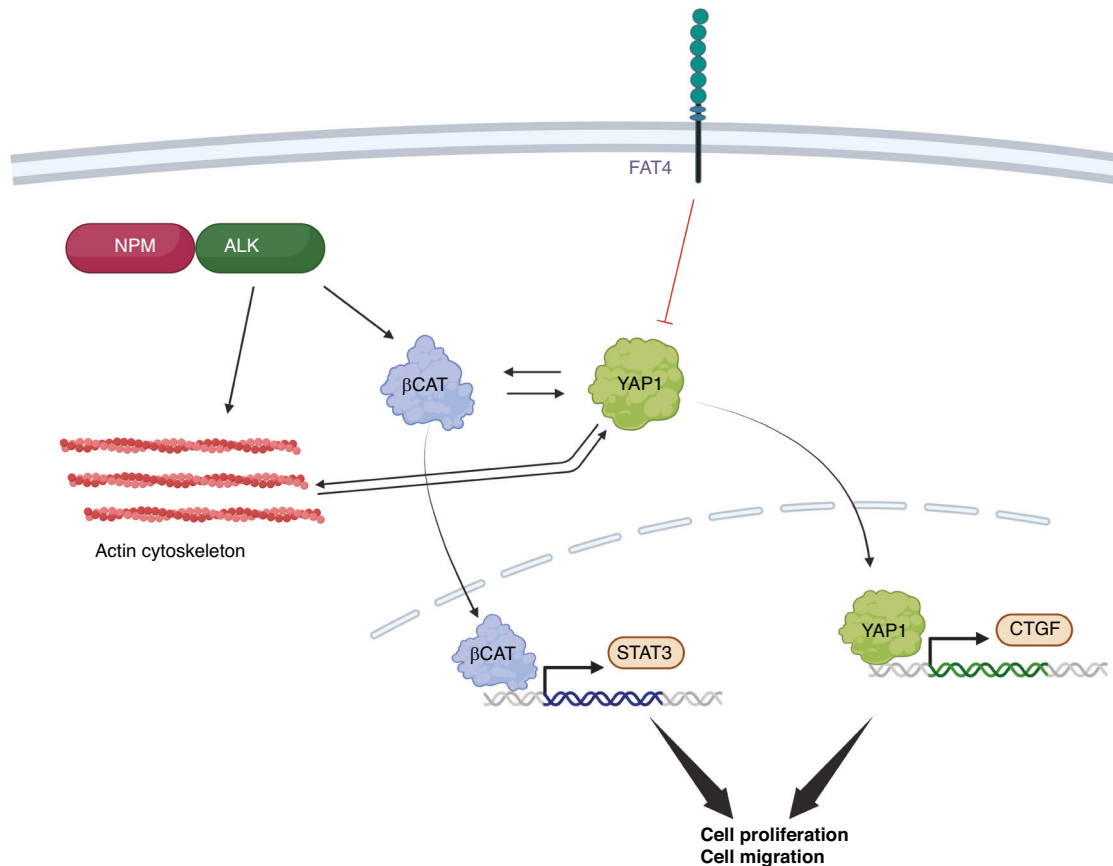 FAT4
NPM
ALK
βCAT
YAP1
Actin cytoskeleton
βCAT
STAT3
YAP1
CTGF
Cell proliferation
Cell migration